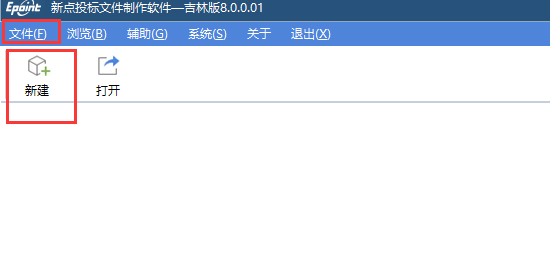 Epoint 新点投标文件制作软件—吉林版8.0.0.01
文件(F) 浏览(B) 辅助(G) 系统(S) 关于 退出(X)
新建 打开